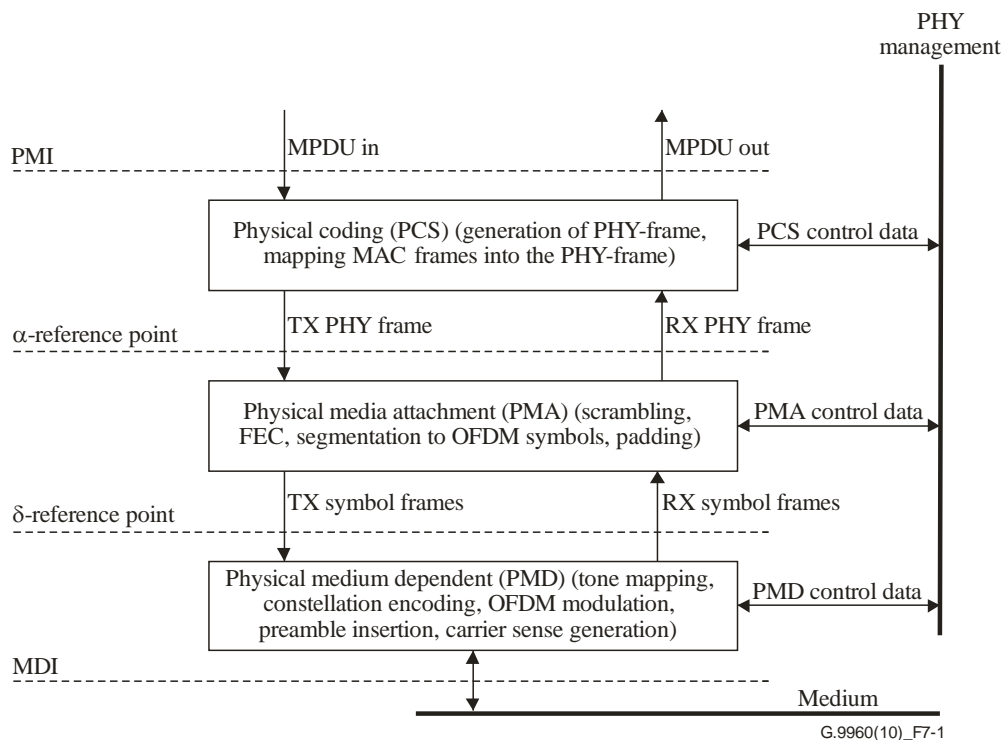 PHY
management
MPDU in
MPDU out
PMI
Physical coding (PCS) (generation of PHY-frame,
mapping MAC frames into the PHY-frame)
PCS control data
TX PHY frame
RX PHY frame
α-reference point
Physical media attachment (PMA) (scrambling,
FEC, segmentation to OFDM symbols, padding)
PMA control data
TX symbol frames
RX symbol frames
δ-reference point
Physical medium dependent (PMD) (tone mapping,
constellation encoding, OFDM modulation,
preamble insertion, carrier sense generation)
PMD control data
MDI
Medium
G.9960(10)_F7-1